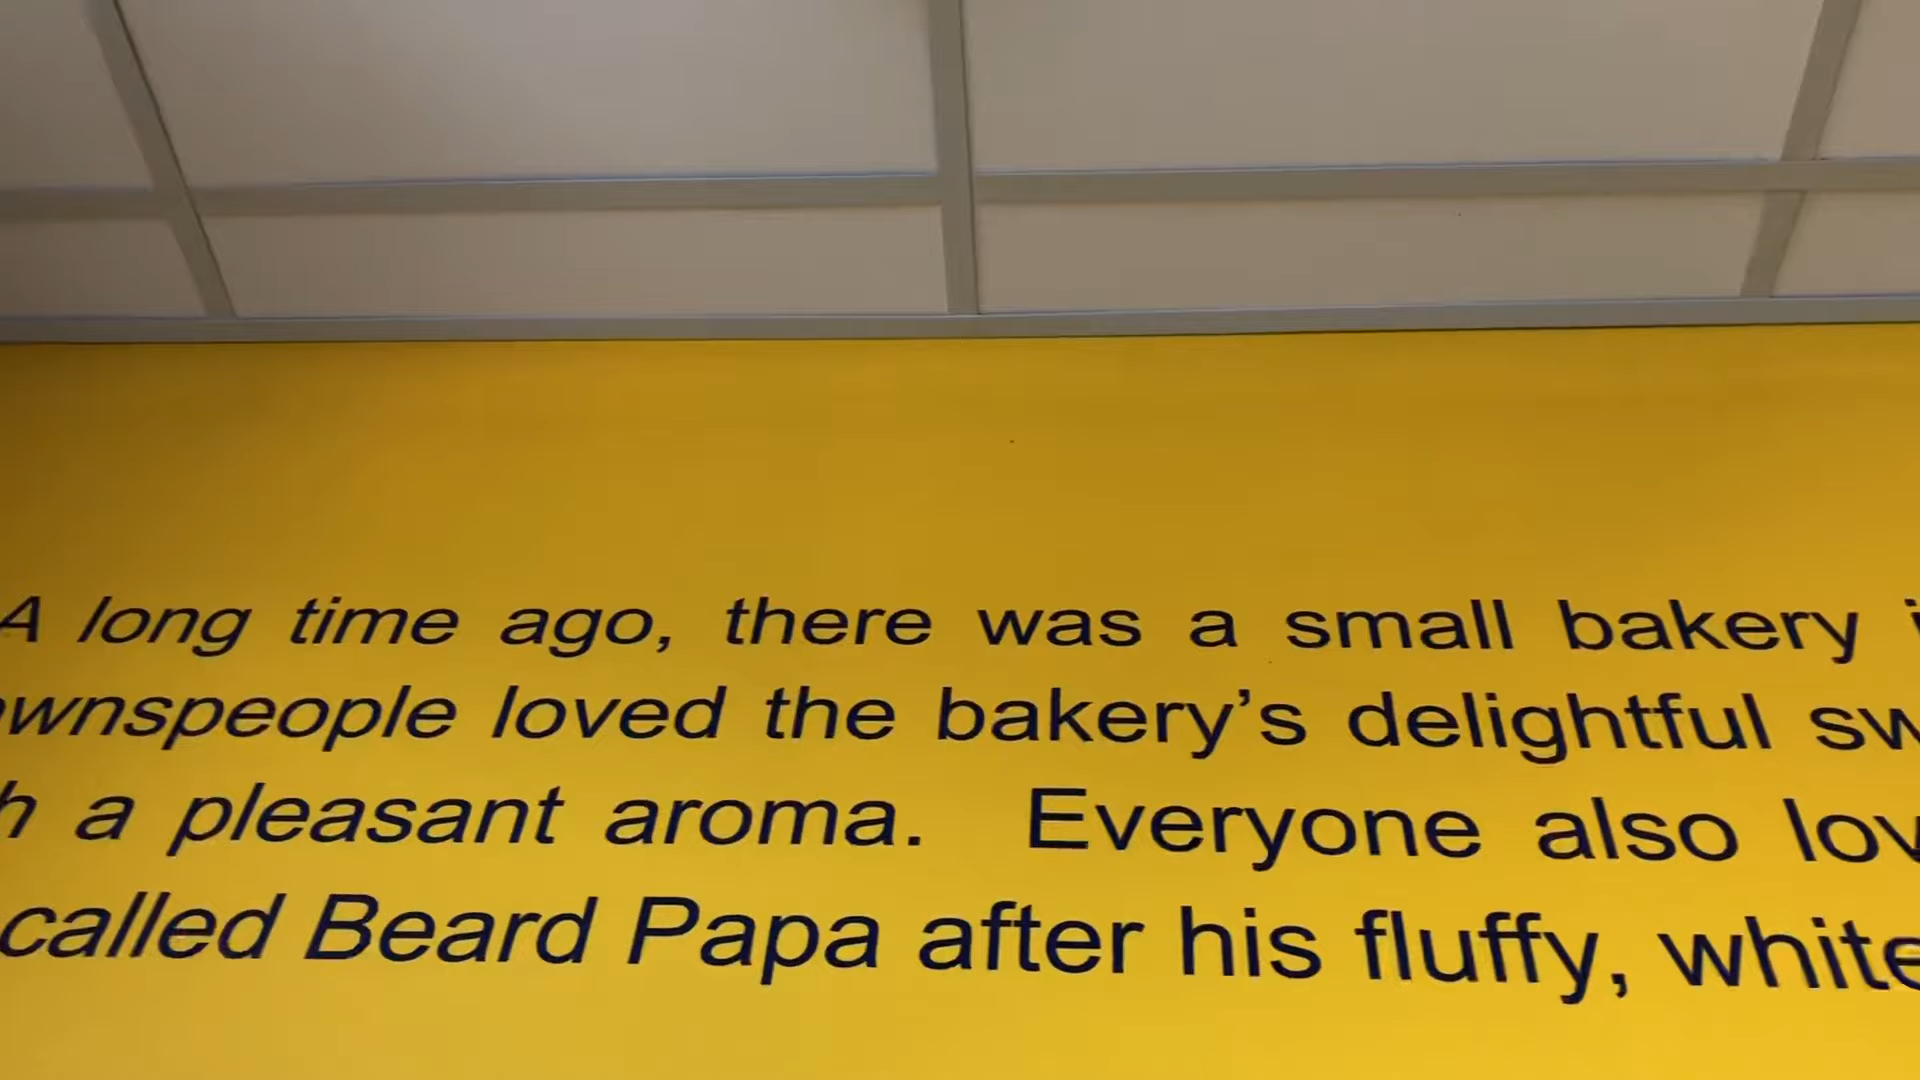 A long time ago, there was a small bakery
loved the bakery's delightful
a pleasant aroma. Everyone also
called Beard Papa after his fluffy, white